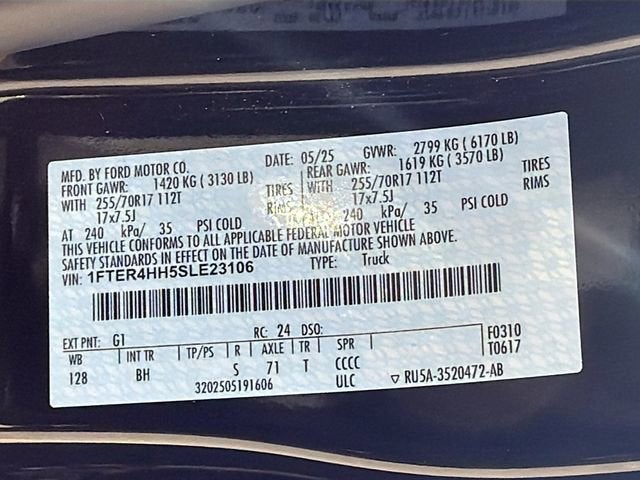 MFD. BY FORD MOTOR CO. DATE: 05/25 GVWR: 2799 KG ( 6170 LB)
FRONT GAWR: 1420 KG ( 3130 LB) REAR GAWR: 1619 KG ( 3570 LB)
WITH 255/70R17 112T TIRES WITH 255/70R17 112T TIRES
17x7.5J RIMS 17x7.5J RIMS
AT 240 kPa/ 35 PSI COLD 240 kPa/ 35 PSI COLD
THIS VEHICLE CONFORMS TO ALL APPLICABLE FEDERAL MOTOR VEHICLE
SAFETY STANDARDS IN EFFECT ON THE DATE OF MANUFACTURE SHOWN ABOVE.
VIN: 1FTER4HH5SLE23106 TYPE: Truck
EXT PNT: G1 RC: 24 DSO: F0310
WB INT TR TP/PS R AXLE TR SPR T0617
128 BH S 71 T CCCC
3202505191606 ULC ▽ RU5A-3520472-AB